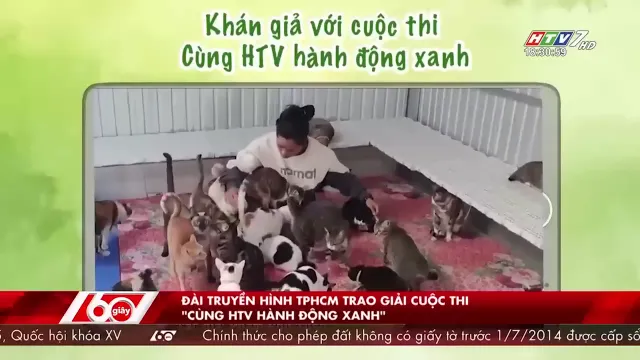 Khán giả với cuộc thi
Cùng HTV hành động xanh
HTV7 HD
18:30:59
mamat
60 giây
ĐÀI TRUYỀN HÌNH TPHCM TRAO GIẢI CUỘC THI
"CÙNG HTV HÀNH ĐỘNG XANH"
5, Quốc hội khóa XV
Chính thức cho phép đất không có giấy tờ trước 1/7/2014 được cấp sổ